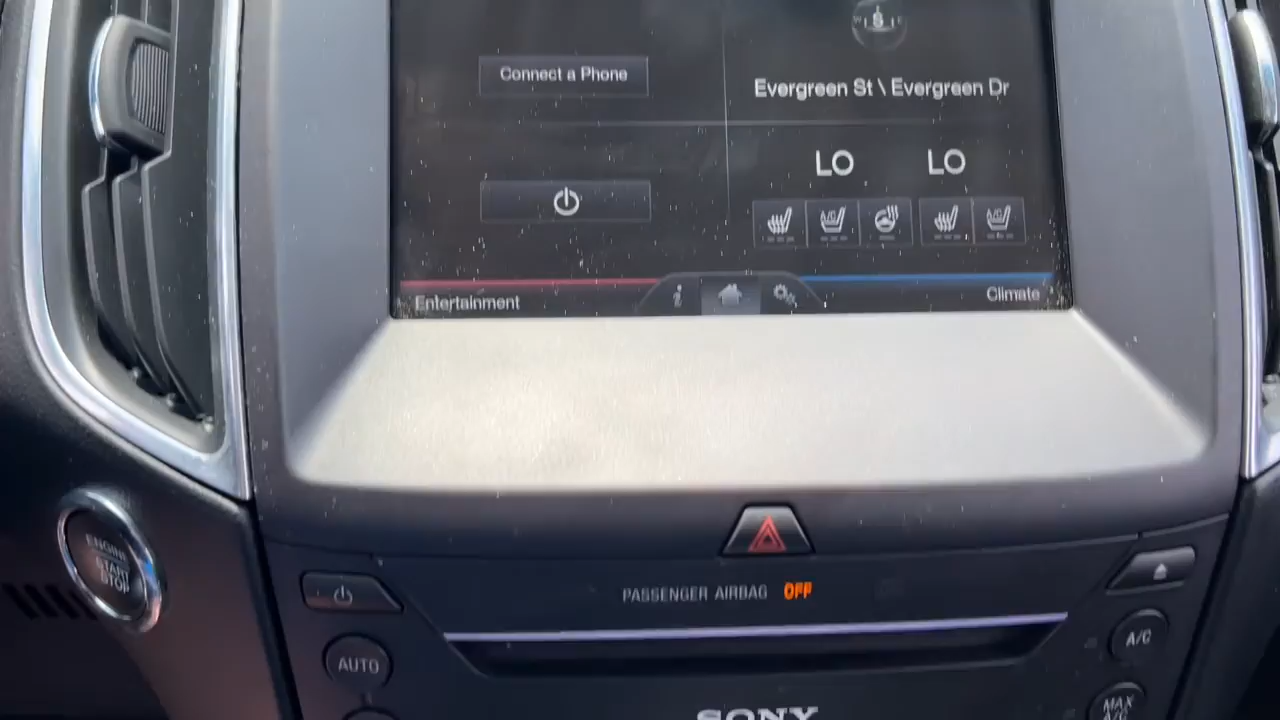 W S E
Connect a Phone
Evergreen St \ Evergreen Dr
LO LO
A/C A/C
Entertainment
Climate
ENGINE
START
STOP
PASSENGER AIRBAG OFF
AUTO
A/C
SONY
MAX
A/C